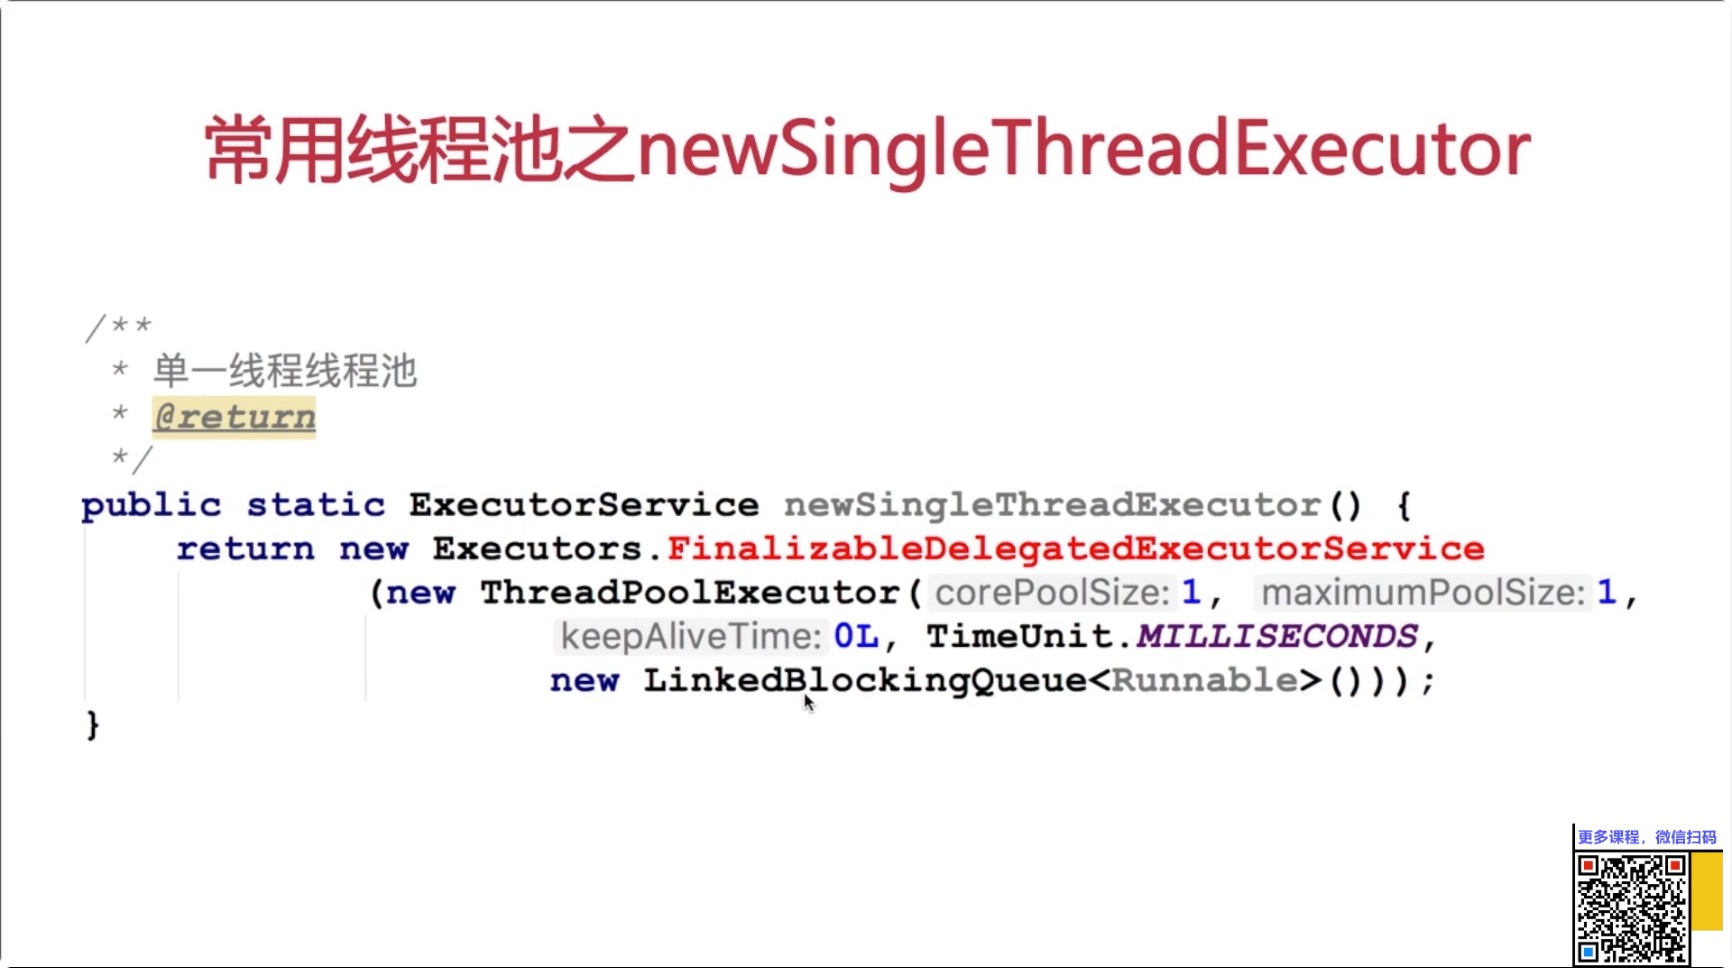 常用线程池之newSingleThreadExecutor
/**
* 单一线程线程池
* @return
*/
public static ExecutorService newSingleThreadExecutor() {
return new Executors.FinalizableDelegatedExecutorService
(new ThreadPoolExecutor( corePoolSize: 1, maximumPoolSize: 1,
keepAliveTime: 0L, TimeUnit.MILLISECONDS,
new LinkedBlockingQueue<Runnable>()));
}
更多课程，微信扫码